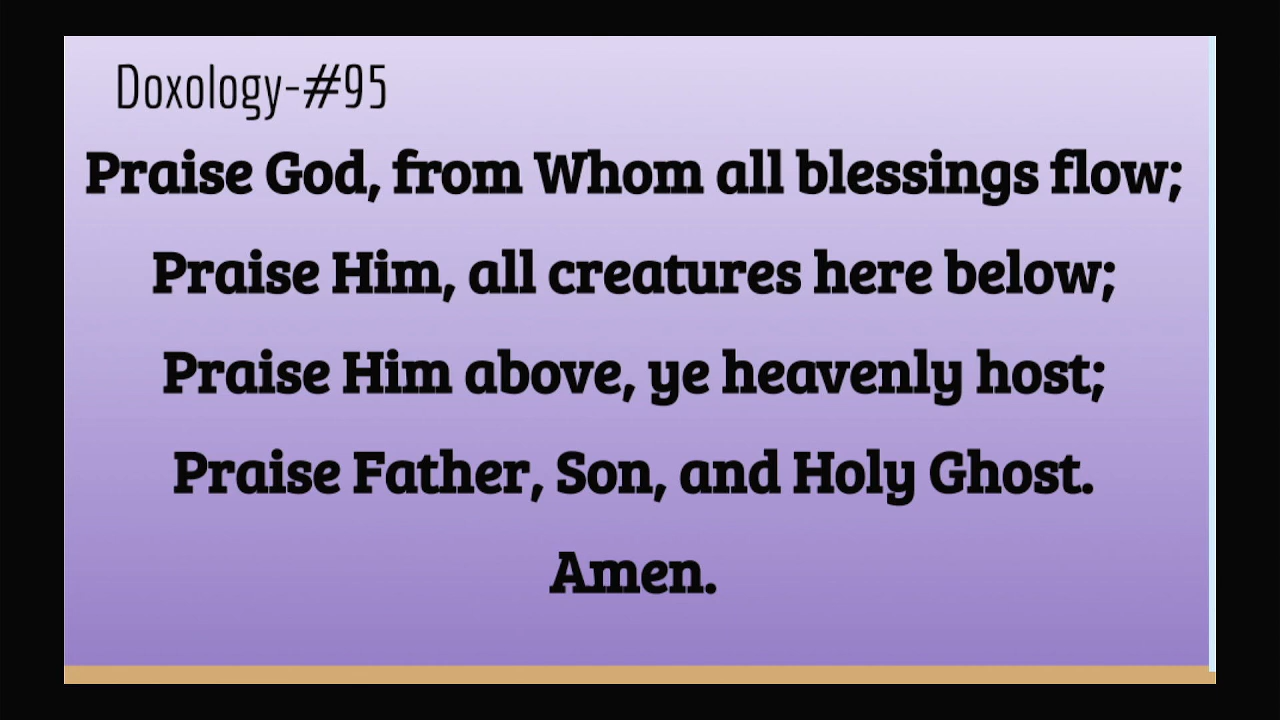 Doxology-#95
Praise God, from Whom all blessings flow;
Praise Him, all creatures here below;
Praise Him above, ye heavenly host;
Praise Father, Son, and Holy Ghost.
Amen.